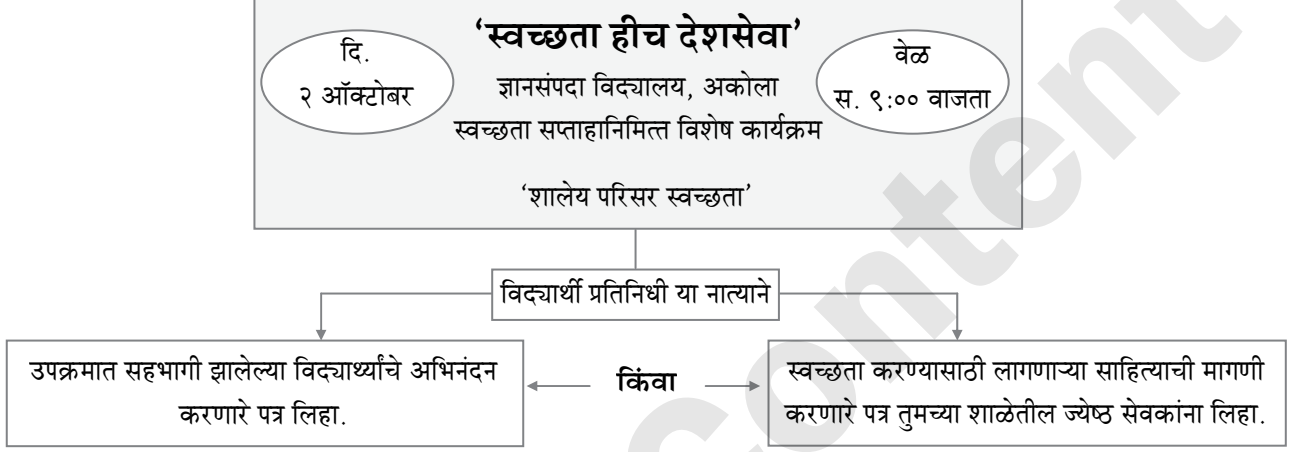 ‘स्वच्छता हीच देशसेवा’
दि.
२ ऑक्टोबर
ज्ञानसंपदा विद्यालय, अकोला
स्वच्छता सप्ताहानिमित्त विशेष कार्यक्रम
वेळ
स. ९:०० वाजता
‘शालेय परिसर स्वच्छता’
विद्यार्थी प्रतिनिधी या नात्याने
उपक्रमात सहभागी झालेल्या विद्यार्थ्यांचे अभिनंदन
करणारे पत्र लिहा.
किंवा
स्वच्छता करण्यासाठी लागणाऱ्या साहित्याची मागणी
करणारे पत्र तुमच्या शाळेतील ज्येष्ठ सेवकांना लिहा.
Content